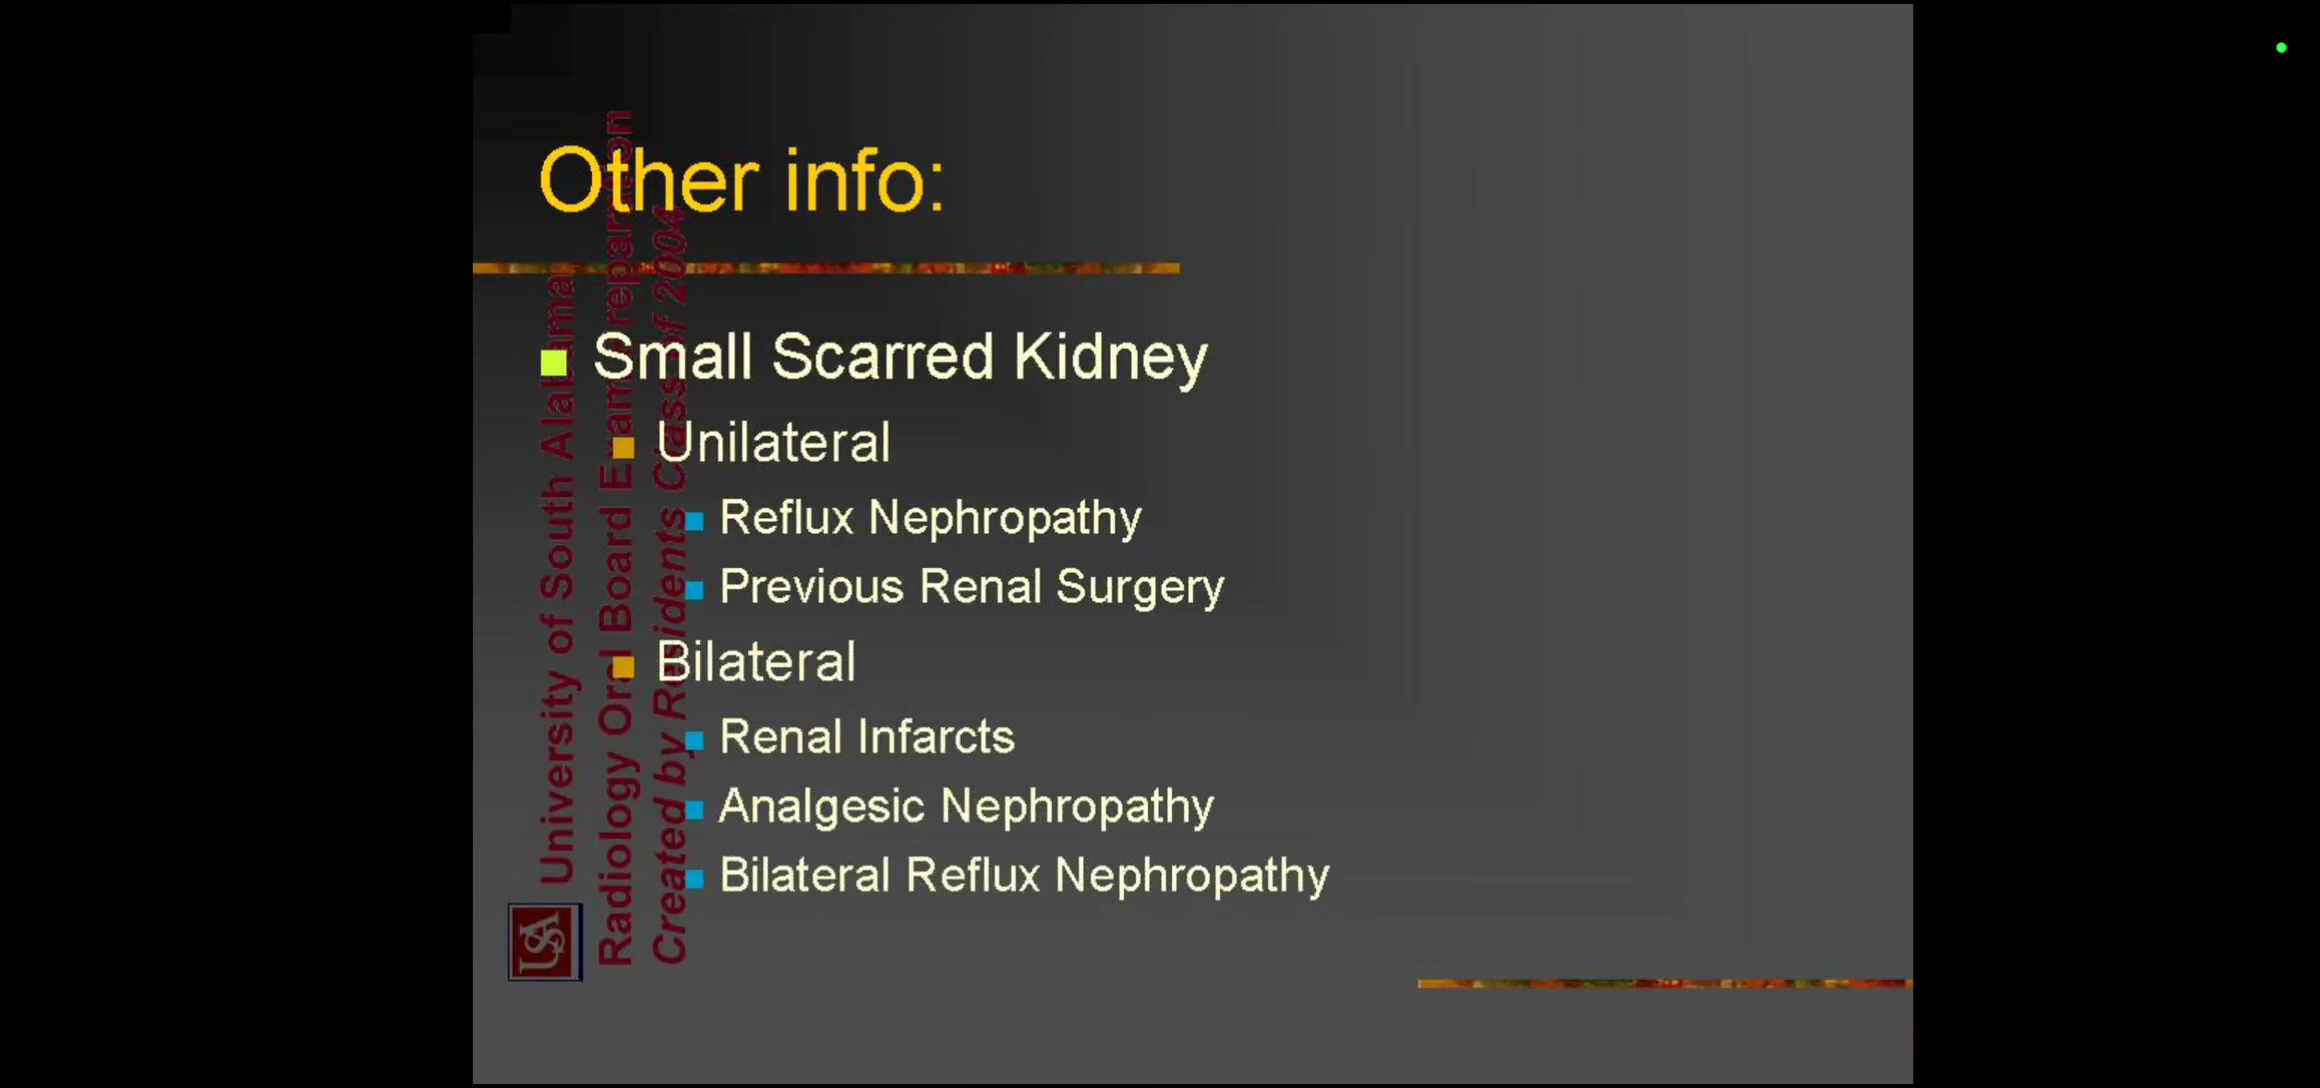 Other info:
Small Scarred Kidney
Unilateral
Reflux Nephropathy
Previous Renal Surgery
Bilateral
Renal Infarcts
Analgesic Nephropathy
Bilateral Reflux Nephropathy
University of South Alabama
Radiology Oral Board Exam
Created by Residents Class of 2004
USA